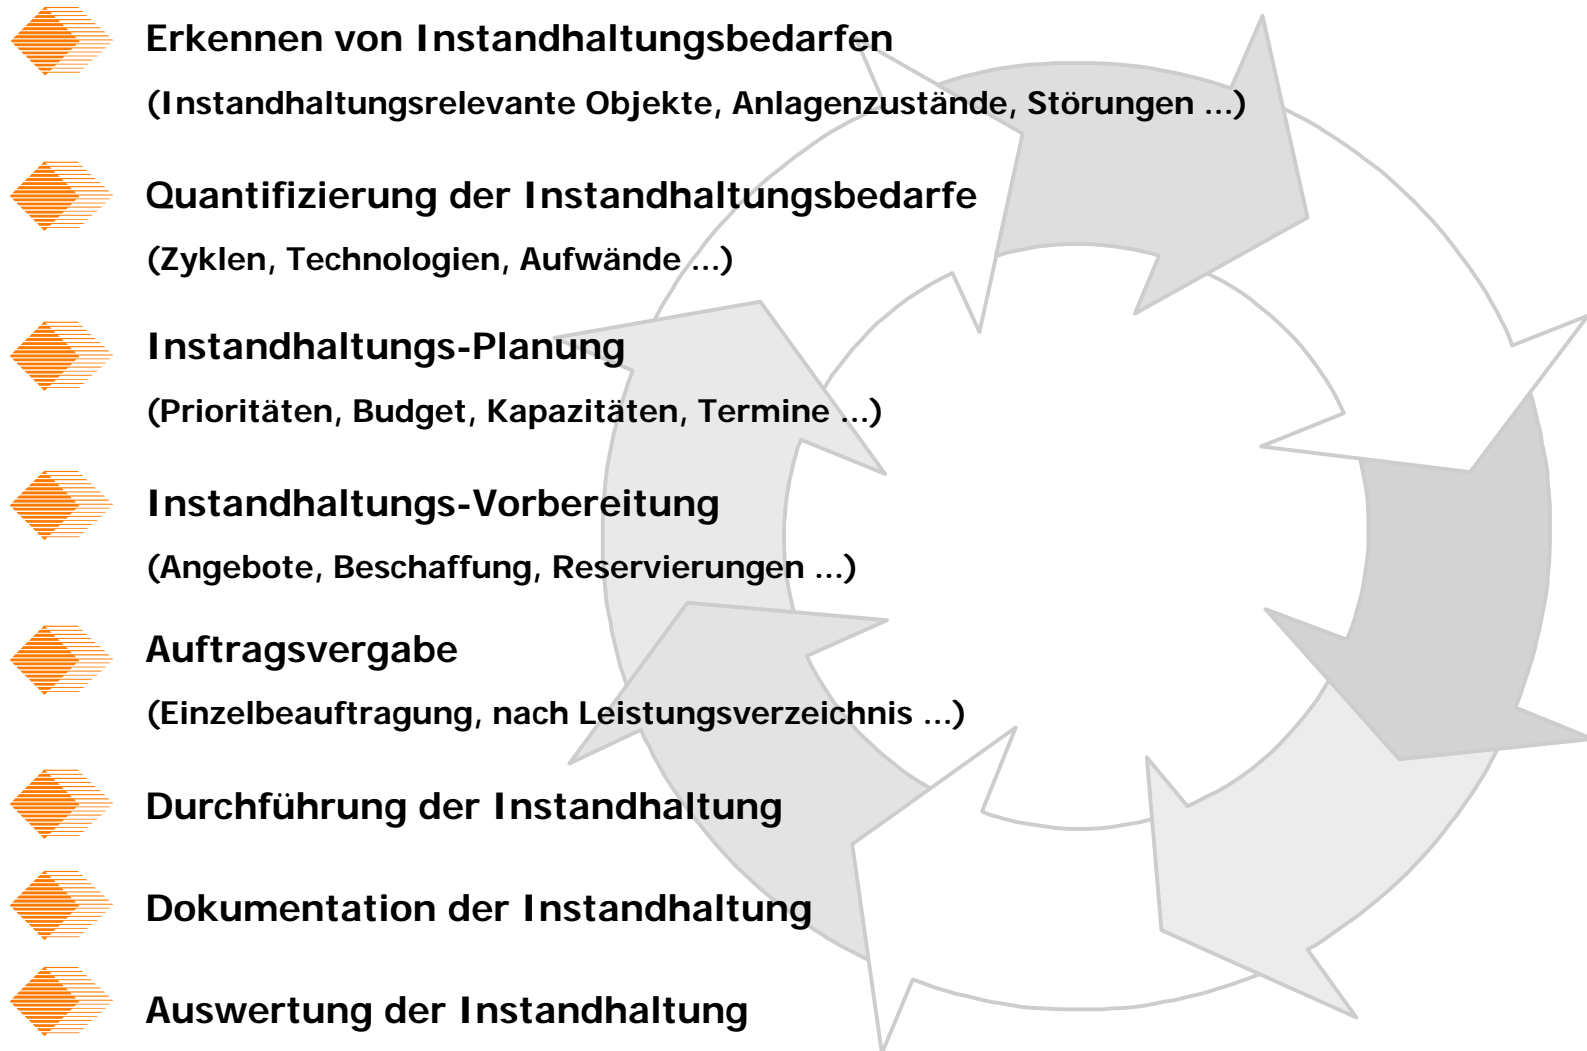 Erkennen von Instandhaltungsbedarfen
(Instandhaltungsrelevante Objekte, Anlagenzustände, Störungen ...)
Quantifizierung der Instandhaltungsbedarfe
(Zyklen, Technologien, Aufwände ...)
Instandhaltungs-Planung
(Prioritäten, Budget, Kapazitäten, Termine ...)
Instandhaltungs-Vorbereitung
(Angebote, Beschaffung, Reservierungen ...)
Auftragsvergabe
(Einzelbeauftragung, nach Leistungsverzeichnis ...)
Durchführung der Instandhaltung
Dokumentation der Instandhaltung
Auswertung der Instandhaltung